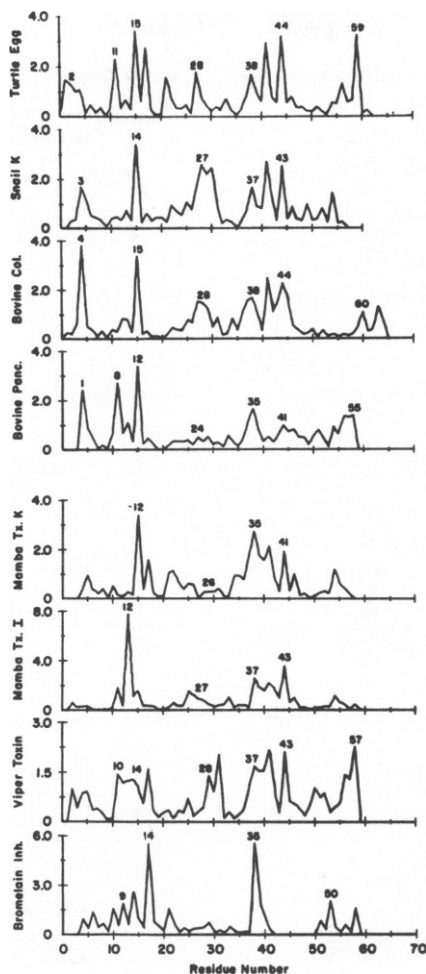 Turtle Egg
4.0
2.0
0
2 11 15 28 38 44 59
Snail K
4.0
2.0
0
3 14 27 37 43
Bovine Col.
4.0
2.0
0
4 15 28 38 44 60
Bovine Panc.
4.0
2.0
0
1 8 12 24 35 41 55
Mamba Tx. K
4.0
2.0
0
12 26 35 41
Mamba Tx. I
8.0
4.0
0
12 27 37 43
Viper Toxin
3.0
1.5
0
10 14 28 37 43 57
Bromelain Inh.
6.0
3.0
0
9 14 35 50
0 10 20 30 40 50 60 70
Residue Number